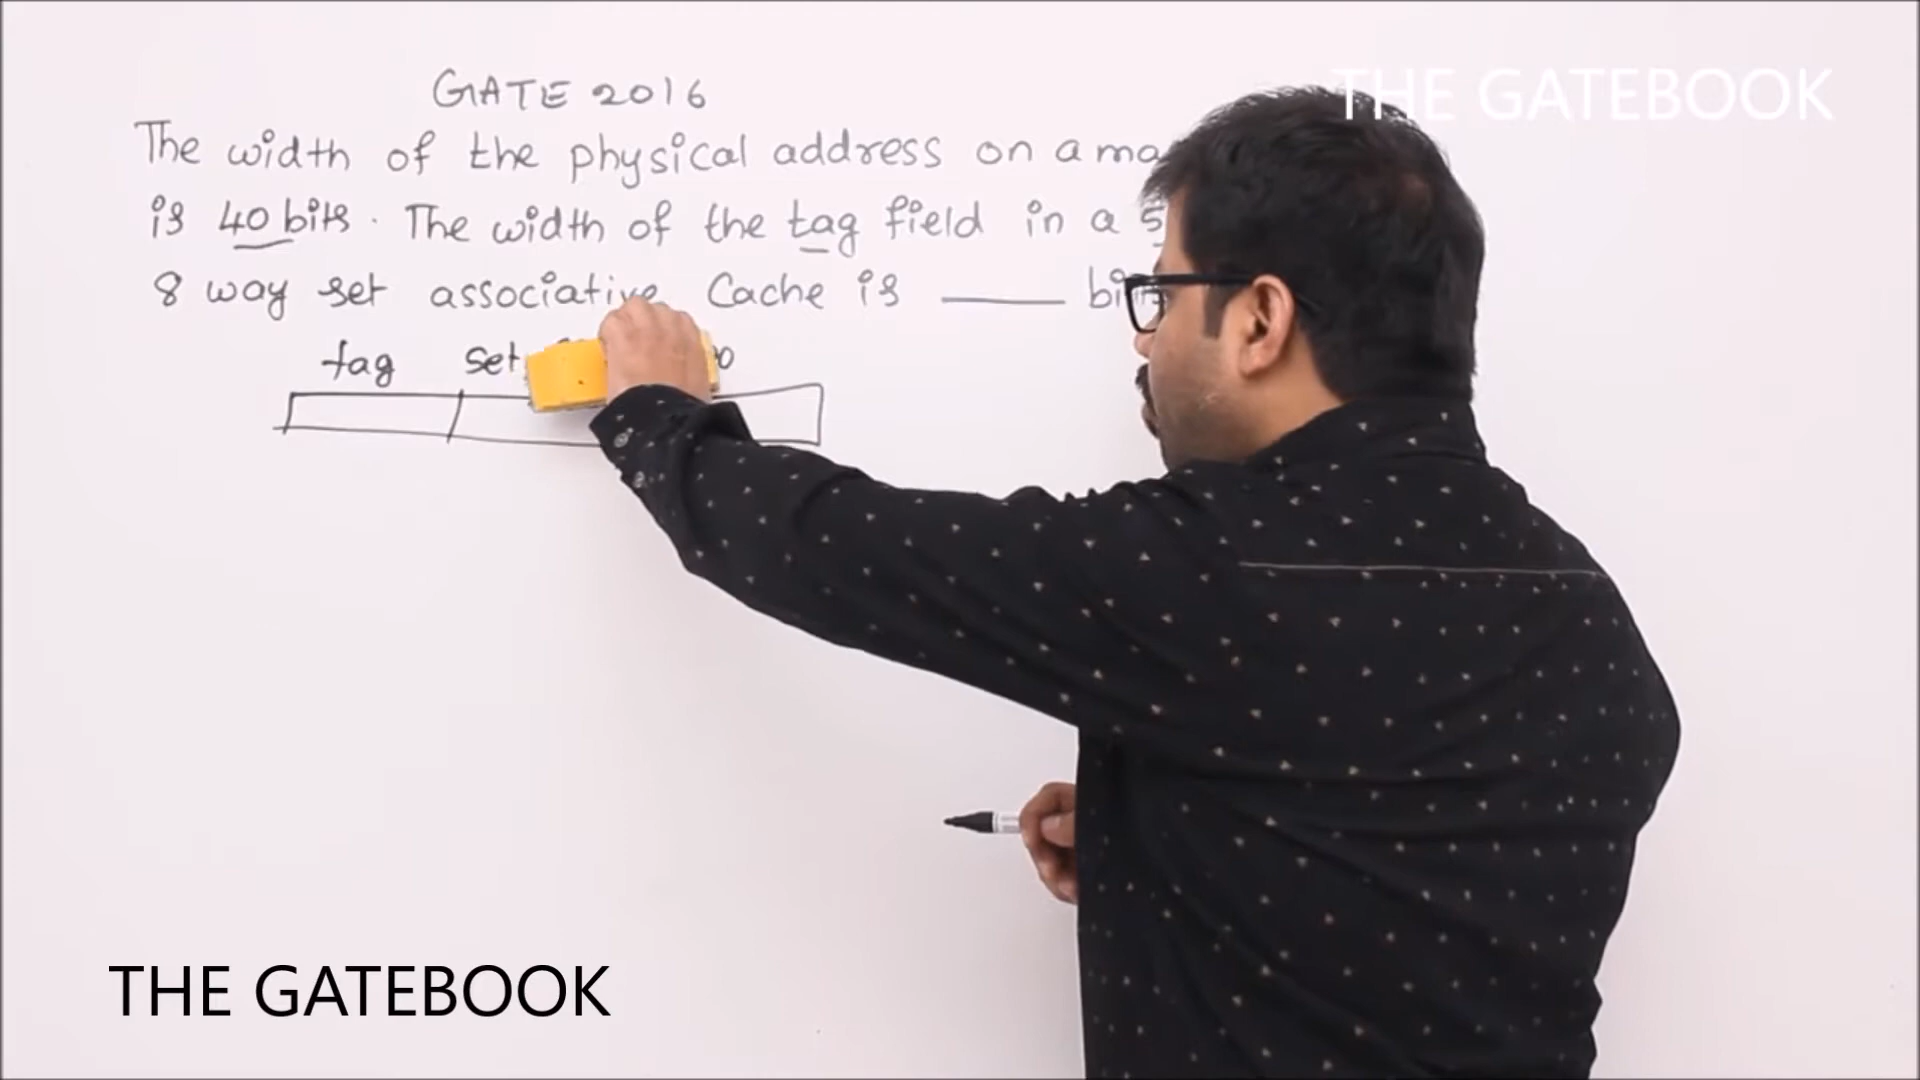 THE GATEBOOK
GATE 2016
The width of the physical address on a ma
is 40 bits. The width of the tag field in a 5
8 way set associative Cache is ____ bi
tag set
THE GATEBOOK